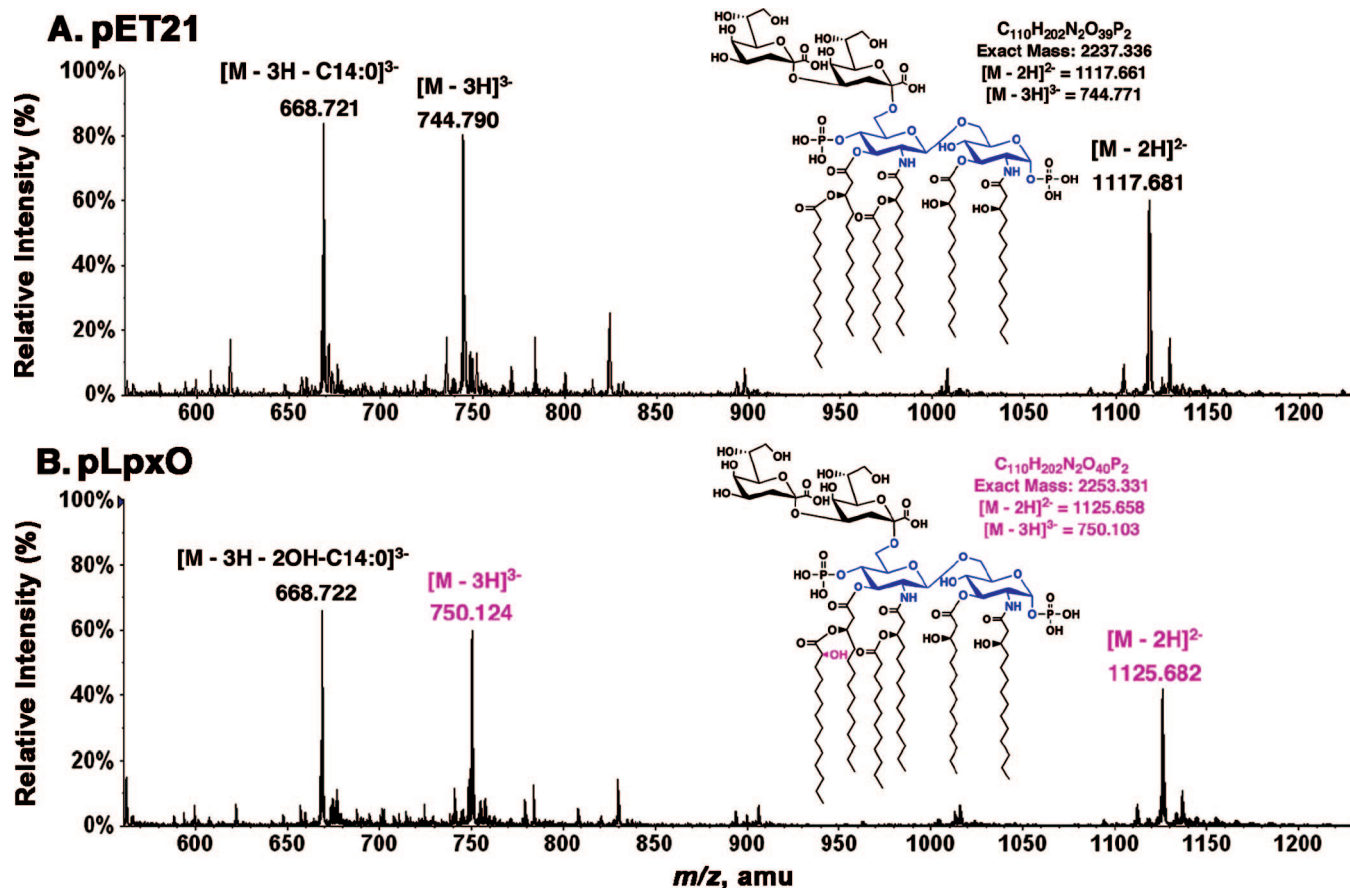 A. pET21
C₁₁₀H₂₀₂N₂O₃₉P₂
Exact Mass: 2237.336
[M - 2H]²⁻ = 1117.661
[M - 3H]³⁻ = 744.771
[M - 3H - C14:0]³⁻
668.721
[M - 3H]³⁻
744.790
[M - 2H]²⁻
1117.681
Relative Intensity (%)
100%
80%
60%
40%
20%
0%
600 650 700 750 800 850 900 950 1000 1050 1100 1150 1200
B. pLpxO
C₁₁₀H₂₀₂N₂O₄₀P₂
Exact Mass: 2253.331
[M - 2H]²⁻ = 1125.658
[M - 3H]³⁻ = 750.103
[M - 3H - 2OH-C14:0]³⁻
668.722
[M - 3H]³⁻
750.124
[M - 2H]²⁻
1125.682
Relative Intensity (%)
100%
80%
60%
40%
20%
0%
600 650 700 750 800 850 900 950 1000 1050 1100 1150 1200
m/z, amu